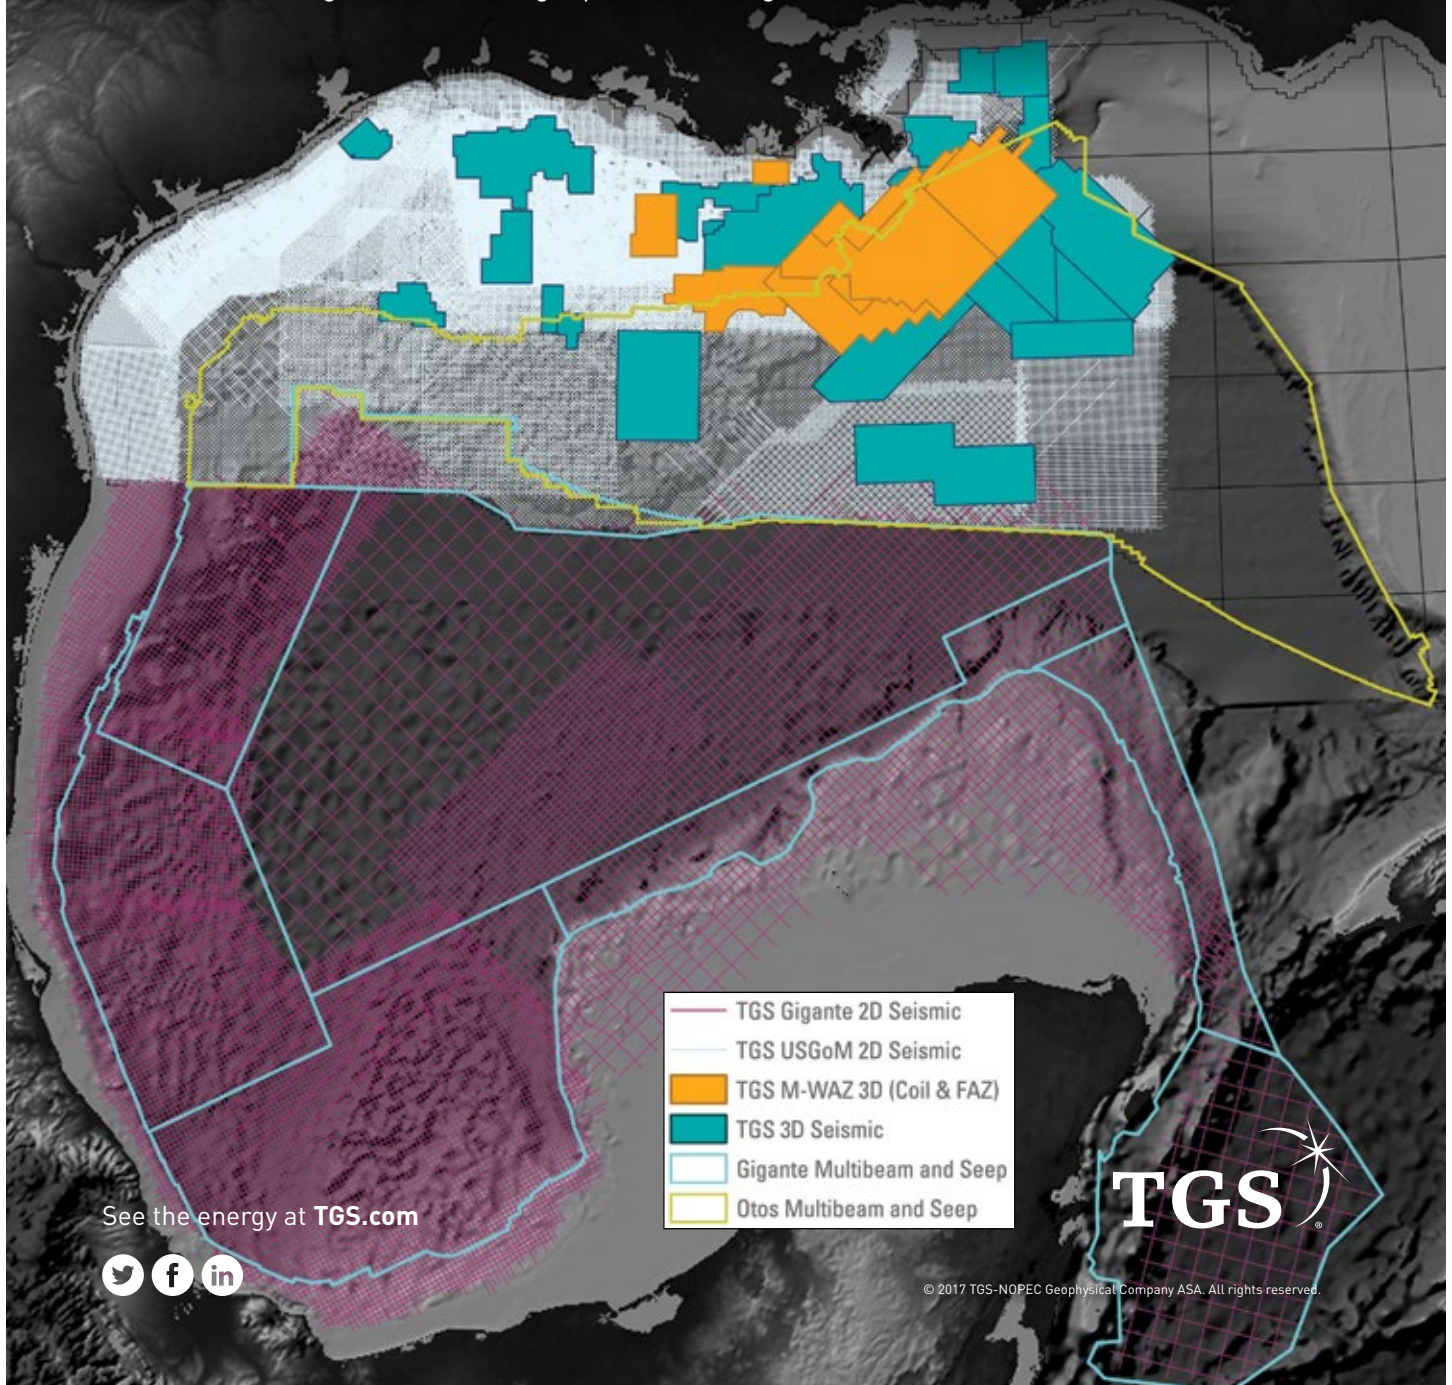 TGS Gigante 2D Seismic
TGS USGoM 2D Seismic
TGS M-WAZ 3D (Coil & FAZ)
TGS 3D Seismic
Gigante Multibeam and Seep
Otos Multibeam and Seep
TGS
®
See the energy at TGS.com
f in
© 2017 TGS-NOPEC Geophysical Company ASA. All rights reserved.